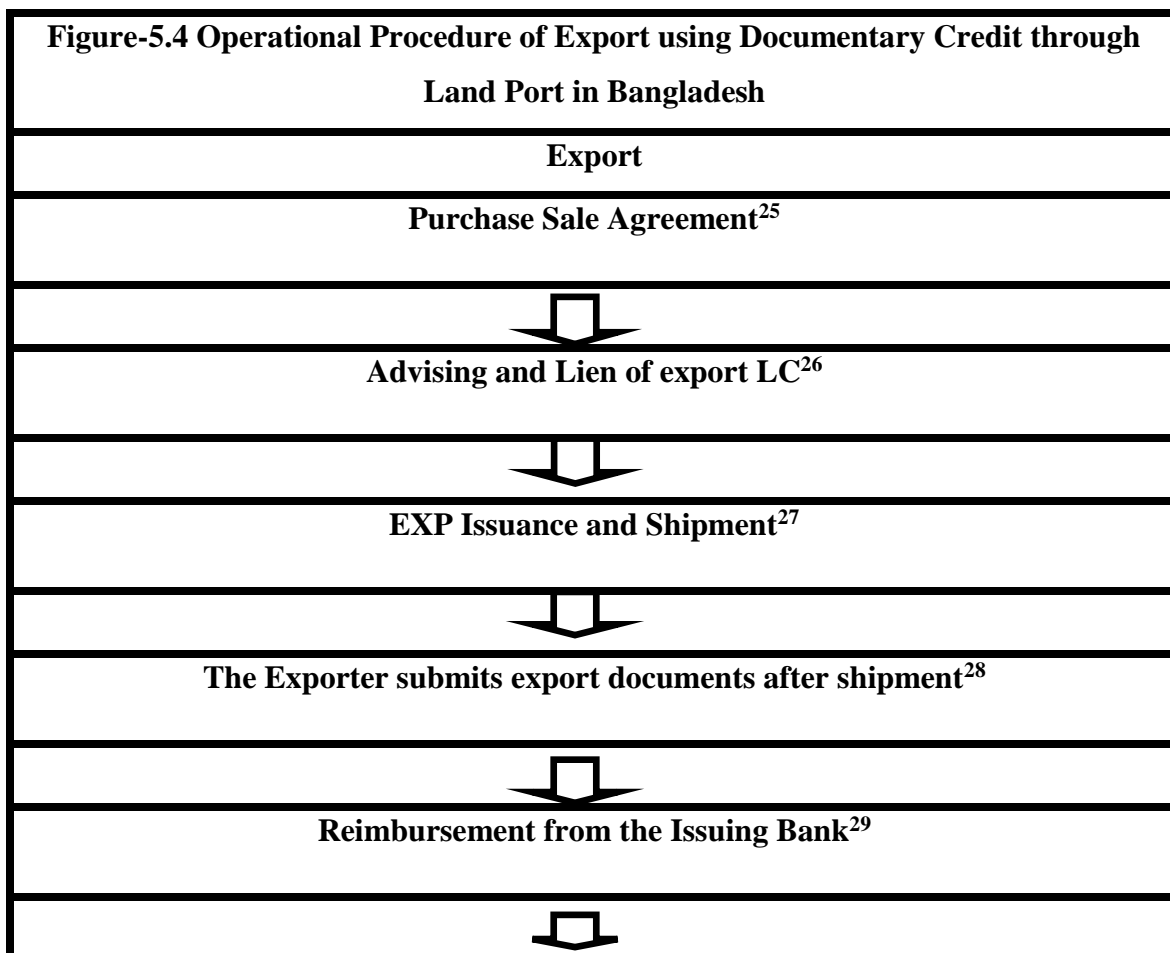 Figure-5.4 Operational Procedure of Export using Documentary Credit through
Land Port in Bangladesh
Export
Purchase Sale Agreement25
Advising and Lien of export LC26
EXP Issuance and Shipment27
The Exporter submits export documents after shipment28
Reimbursement from the Issuing Bank29